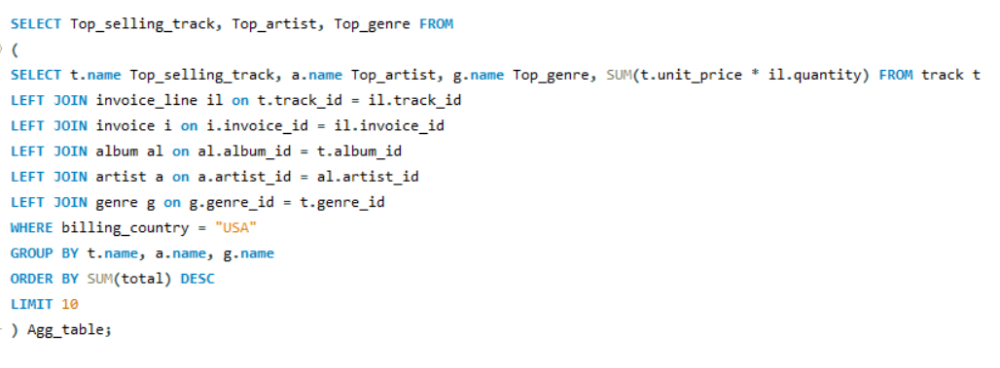 SELECT Top_selling_track, Top_artist, Top_genre FROM
(
SELECT t.name Top_selling_track, a.name Top_artist, g.name Top_genre, SUM(t.unit_price * il.quantity) FROM track t
LEFT JOIN invoice_line il on t.track_id = il.track_id
LEFT JOIN invoice i on i.invoice_id = il.invoice_id
LEFT JOIN album al on al.album_id = t.album_id
LEFT JOIN artist a on a.artist_id = al.artist_id
LEFT JOIN genre g on g.genre_id = t.genre_id
WHERE billing_country = "USA"
GROUP BY t.name, a.name, g.name
ORDER BY SUM(total) DESC
LIMIT 10
) Agg_table;